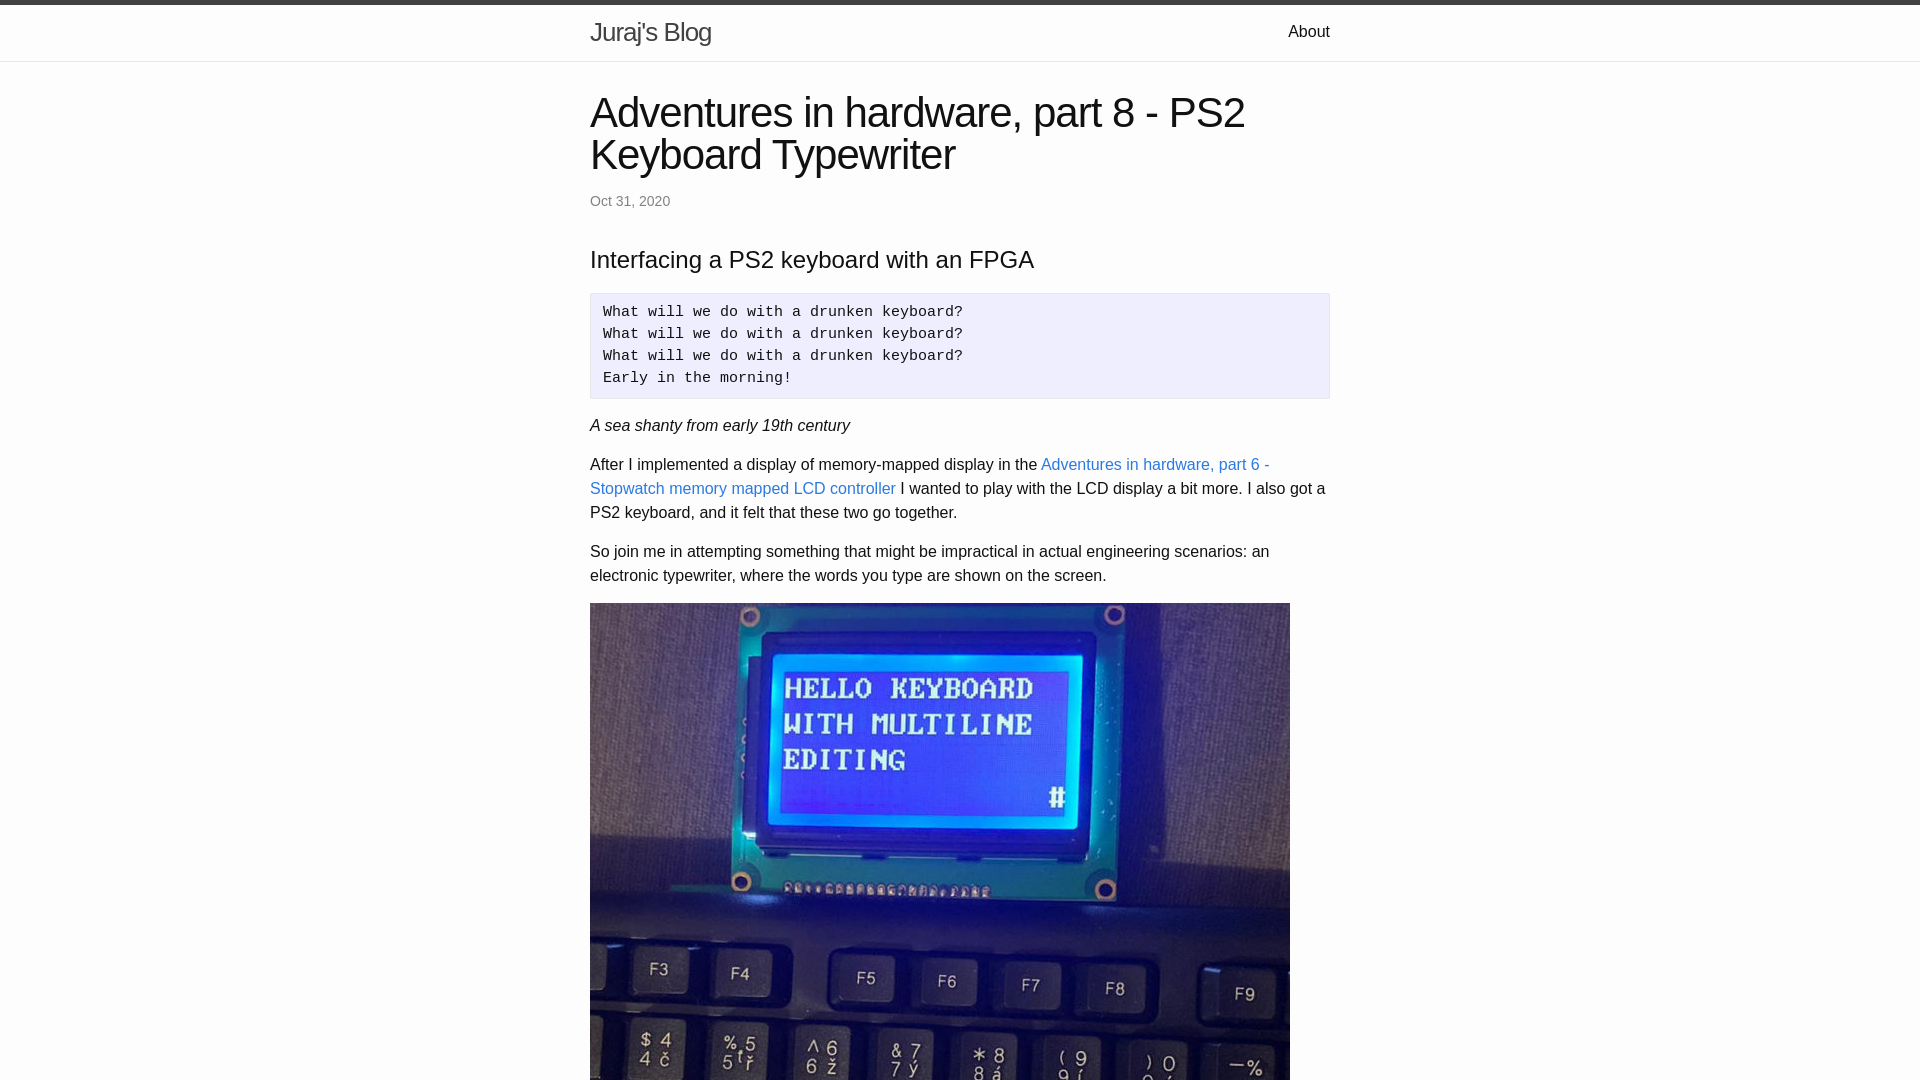 Juraj's Blog
About
Adventures in hardware, part 8 - PS2
Keyboard Typewriter
Oct 31, 2020
Interfacing a PS2 keyboard with an FPGA
What will we do with a drunken keyboard?
What will we do with a drunken keyboard?
What will we do with a drunken keyboard?
Early in the morning!
A sea shanty from early 19th century
After I implemented a display of memory-mapped display in the Adventures in hardware, part 6 -
Stopwatch memory mapped LCD controller I wanted to play with the LCD display a bit more. I also got a
PS2 keyboard, and it felt that these two go together.
So join me in attempting something that might be impractical in actual engineering scenarios: an
electronic typewriter, where the words you type are shown on the screen.
HELLO KEYBOARD
WITH MULTILINE
EDITING
#
F3 F4 F5 F6 F7 F8 F9
$ 4 % 5 ^ 6 & 7 * 8 ( 9 ) 0 — %
4 č 5 ř 6 ž 7 ý 8 á 9 í